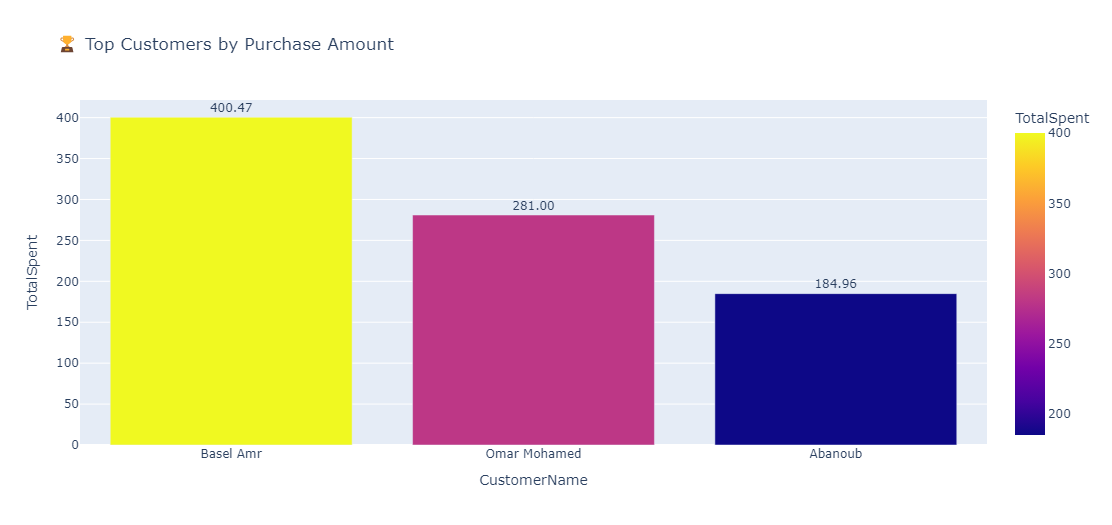 🏆 Top Customers by Purchase Amount
TotalSpent
400
350
300
250
200
150
100
50
0
400.47
281.00
184.96
Basel Amr
Omar Mohamed
Abanoub
CustomerName
TotalSpent
400
350
300
250
200